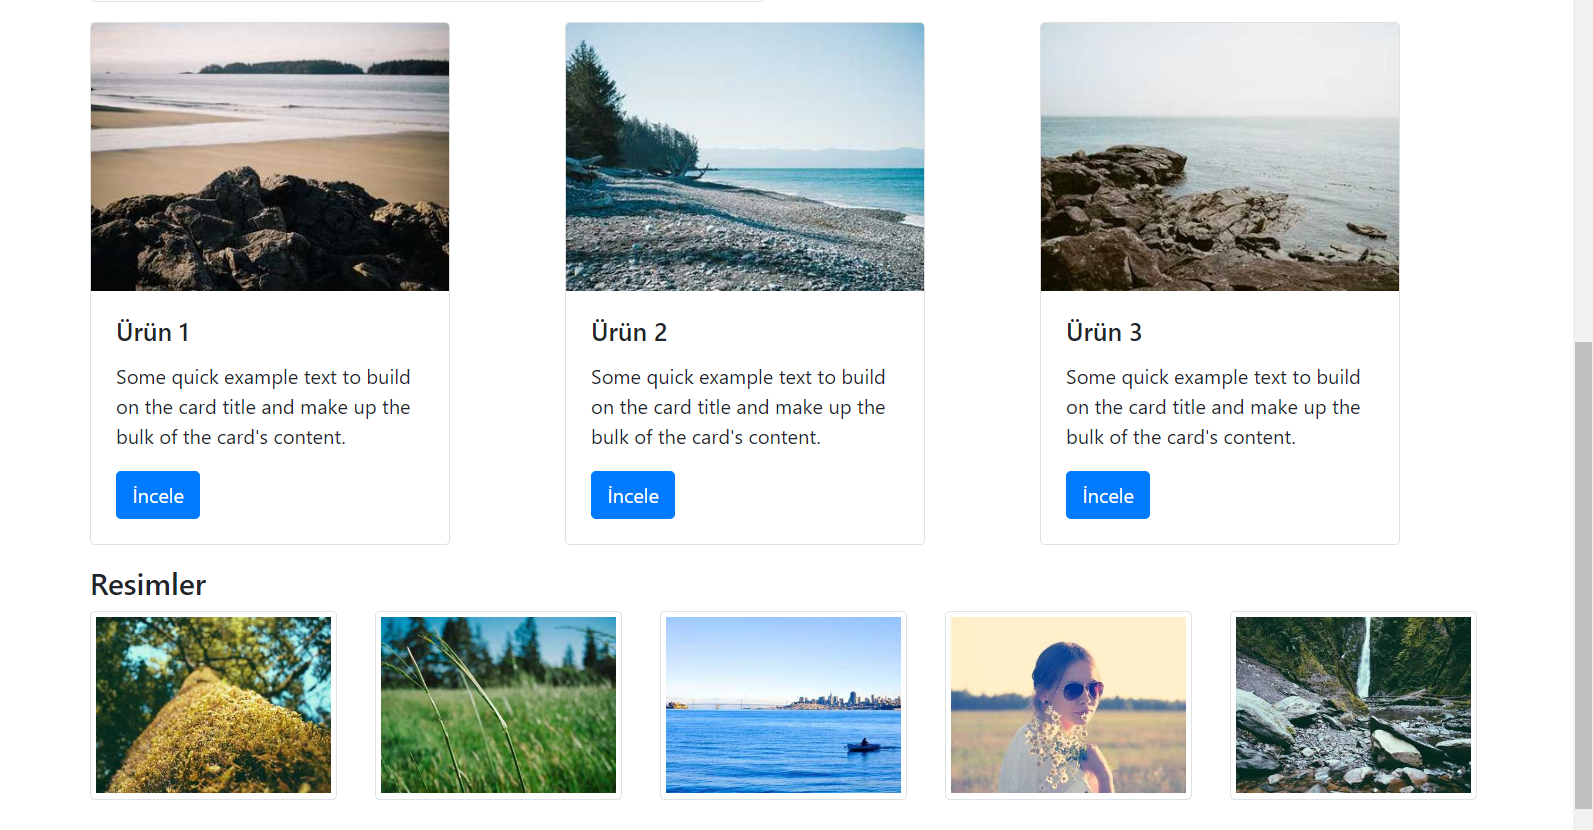 Ürün 1
Some quick example text to build
on the card title and make up the
bulk of the card's content.
İncele
Ürün 2
Some quick example text to build
on the card title and make up the
bulk of the card's content.
İncele
Ürün 3
Some quick example text to build
on the card title and make up the
bulk of the card's content.
İncele
Resimler